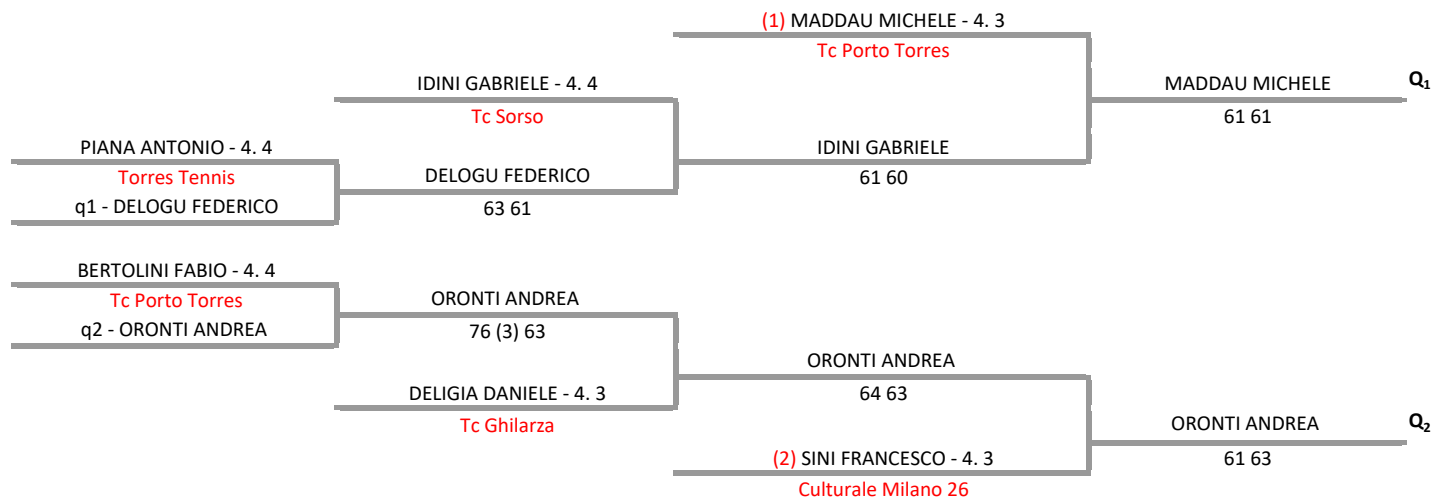 (1) MADDAU MICHELE - 4. 3
Tc Porto Torres
IDINI GABRIELE - 4. 4
Tc Sorso
MADDAU MICHELE
Q1
61 61
PIANA ANTONIO - 4. 4
Torres Tennis
q1 - DELOGU FEDERICO
DELOGU FEDERICO
63 61
IDINI GABRIELE
61 60
BERTOLINI FABIO - 4. 4
Tc Porto Torres
q2 - ORONTI ANDREA
ORONTI ANDREA
76 (3) 63
DELIGIA DANIELE - 4. 3
Tc Ghilarza
ORONTI ANDREA
64 63
(2) SINI FRANCESCO - 4. 3
Culturale Milano 26
ORONTI ANDREA
Q2
61 63